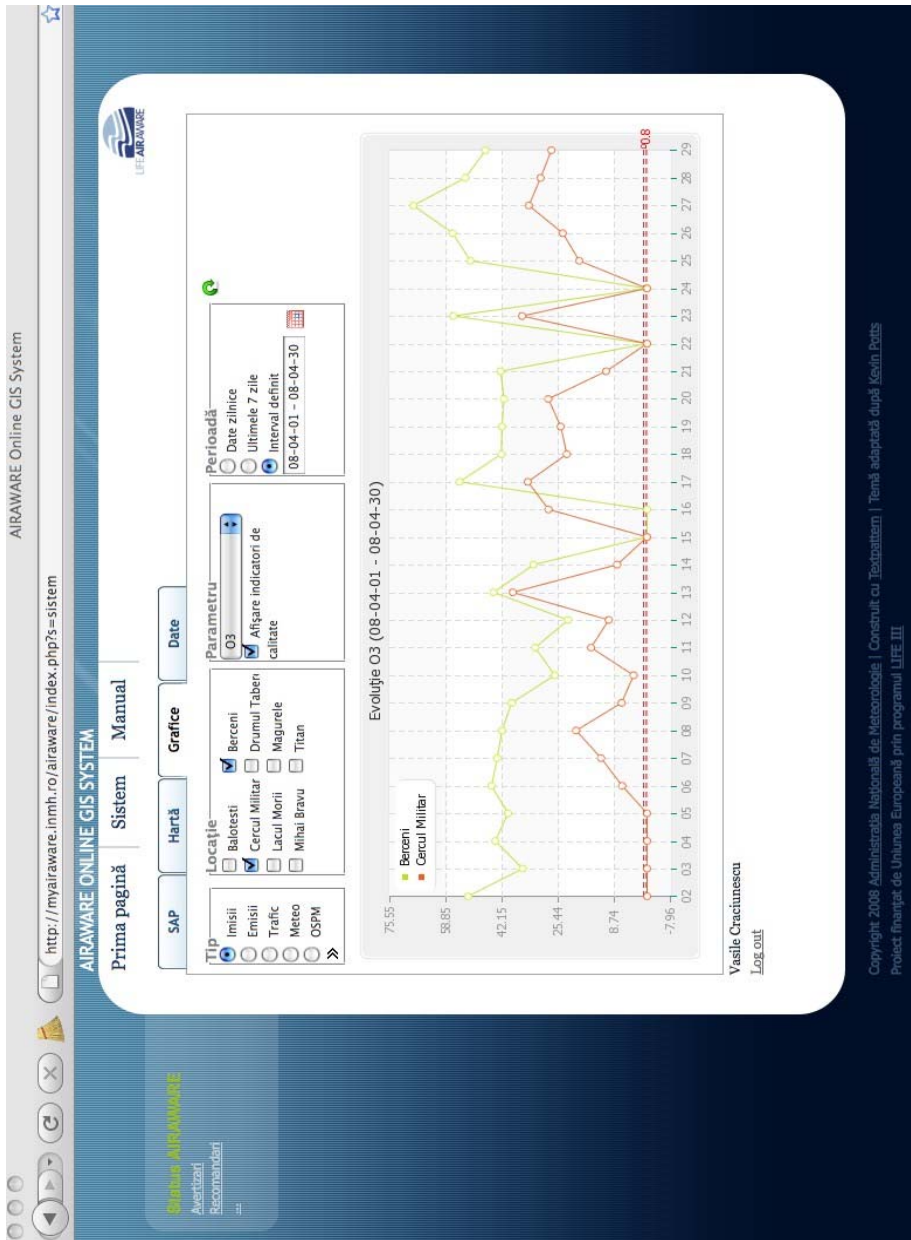 AIRAWARE Online GIS System
http://myairaware.inmh.ro/airaware/index.php?s=sistem
AIRAWARE ONLINE GIS SYSTEM
Prima pagină
Sistem
Manual
LIFE AIRAWARE
Status AIRAWARE
Avertizari
Recomandari
...
SAP
Hartă
Grafice
Date
Tip
Imisii
Emisii
Trafic
Meteo
OSPM
»
Locație
Balotesti
Berceni
Cercul Militar
Drumul Taberi
Lacul Morii
Magurele
Mihai Bravu
Titan
Parametru
O3
Afișare indicatori de
calitate
Perioadă
Date zilnice
Ultimele 7 zile
Interval definit
08-04-01 - 08-04-30
Evoluție O3 (08-04-01 - 08-04-30)
Berceni
Cercul Militar
75.55
58.85
42.15
25.44
8.74
-7.96
0.8
02 03 04 05 06 07 08 09 10 11 12 13 14 15 16 17 18 19 20 21 22 23 24 25 26 27 28 29
Vasile Craciunescu
Log out
Copyright 2008 Administrația Națională de Meteorologie | Construit cu Textpattern | Temă adaptată după Kevin Potts
Proiect finanțat de Uniunea Europeană prin programul LIFE III